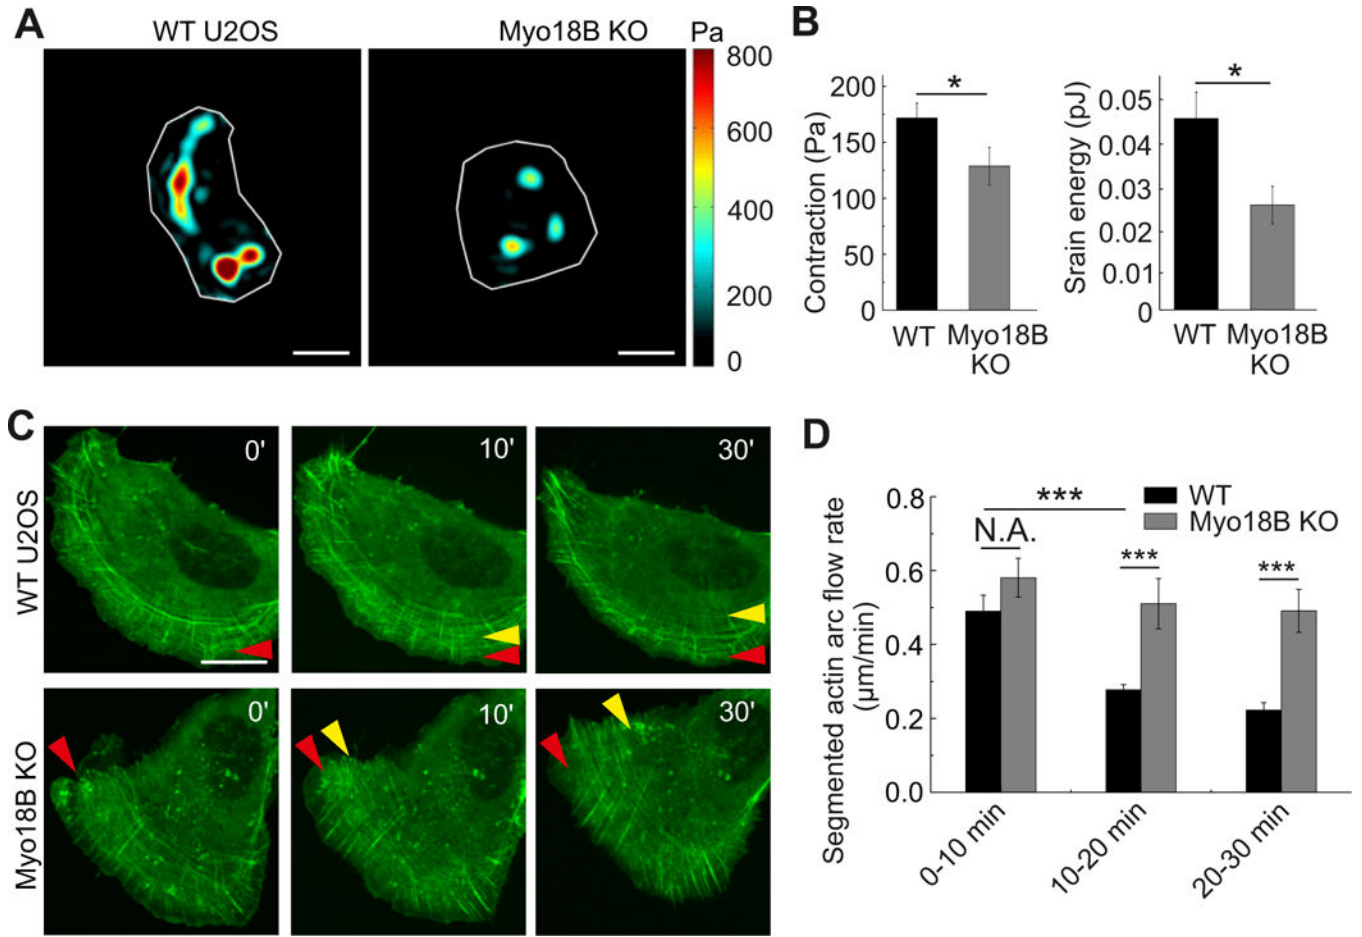 A
WT U2OS
Myo18B KO
Pa
800
600
400
200
0
B
Contraction (Pa)
200
150
100
50
0
*
WT
Myo18B
KO
Srain energy (pJ)
0.05
0.04
0.03
0.02
0.01
0
*
WT
Myo18B
KO
C
WT U2OS
0'
10'
30'
Myo18B KO
0'
10'
30'
D
Segmented actin arc flow rate
(µm/min)
0.8
0.6
0.4
0.2
0.0
WT
Myo18B KO
***
N.A.
***
***
0-10 min
10-20 min
20-30 min